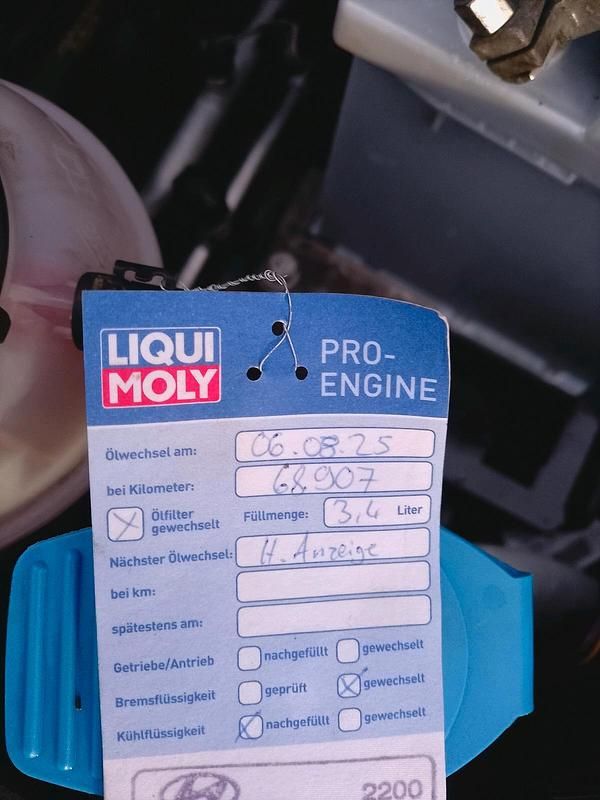 LIQUI
MOLY
PRO-
ENGINE
Ölwechsel am: 06.08.25
bei Kilometer: 68.907
Ölfilter
gewechselt
Füllmenge: 3,4 Liter
Nächster Ölwechsel: H. Anzeige
bei km:
spätestens am:
Getriebe/Antrieb nachgefüllt gewechselt
Bremsflüssigkeit geprüft gewechselt
Kühlflüssigkeit nachgefüllt gewechselt
2200